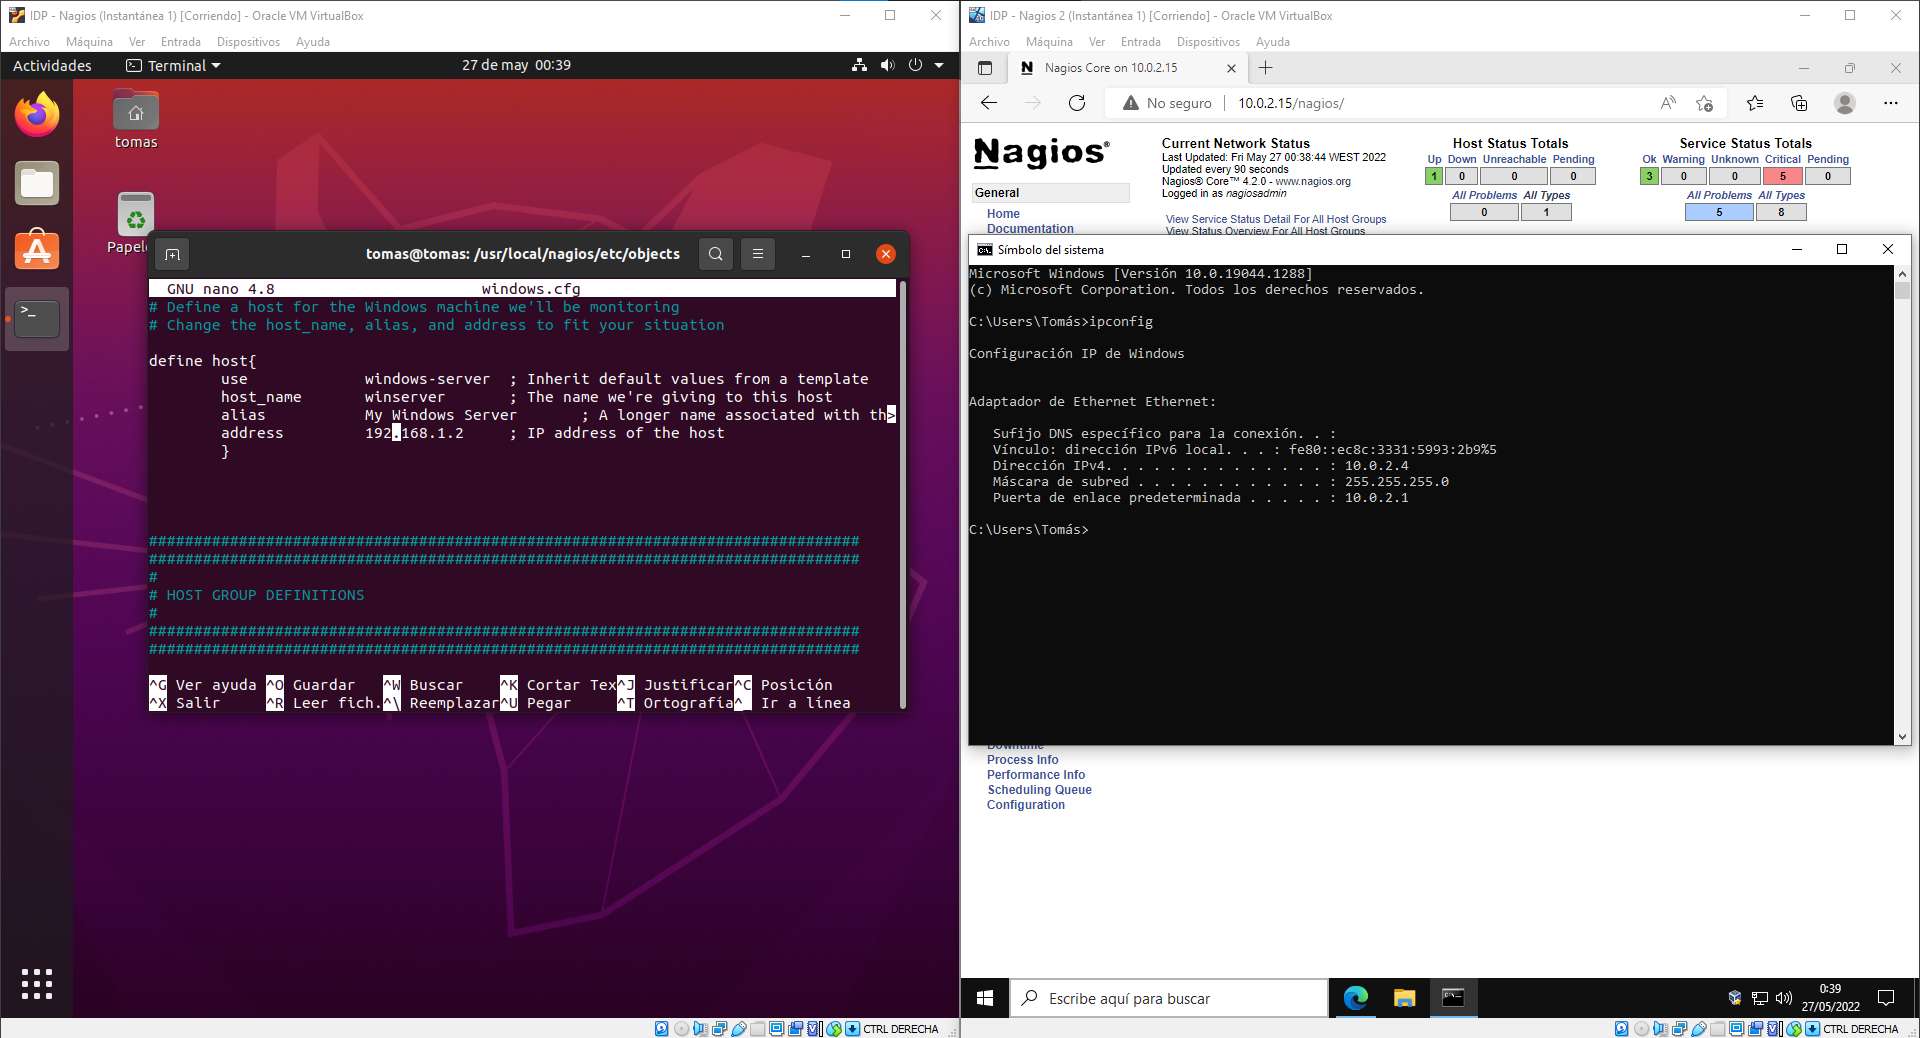 IDP - Nagios (Instantánea 1) [Corriendo] - Oracle VM VirtualBox
Archivo Máquina Ver Entrada Dispositivos Ayuda
Actividades Terminal 27 de may 00:39
tomas
Papele
tomas@tomas: /usr/local/nagios/etc/objects
GNU nano 4.8 windows.cfg
# Define a host for the Windows machine we'll be monitoring
# Change the host_name, alias, and address to fit your situation
define host{
use windows-server ; Inherit default values from a template
host_name winserver ; The name we're giving to this host
alias My Windows Server ; A longer name associated with th>
address 192.168.1.2 ; IP address of the host
}
###############################################################################
###############################################################################
#
# HOST GROUP DEFINITIONS
#
###############################################################################
###############################################################################
^G Ver ayuda ^O Guardar ^W Buscar ^K Cortar Tex ^J Justificar ^C Posición
^X Salir ^R Leer fich. ^\ Reemplazar ^U Pegar ^T Ortografía ^_ Ir a línea
CTRL DERECHA
IDP - Nagios 2 (Instantánea 1) [Corriendo] - Oracle VM VirtualBox
Archivo Máquina Ver Entrada Dispositivos Ayuda
N Nagios Core on 10.0.2.15
No seguro 10.0.2.15/nagios/
Nagios®
General
Home
Documentation
Current Network Status
Last Updated: Fri May 27 00:38:44 WEST 2022
Updated every 90 seconds
Nagios® Core™ 4.2.0 - www.nagios.org
Logged in as nagiosadmin
View Service Status Detail For All Host Groups
View Status Overview For All Host Groups
Host Status Totals
Up Down Unreachable Pending
1 0 0 0
All Problems All Types
0 1
Service Status Totals
Ok Warning Unknown Critical Pending
3 0 0 5 0
All Problems All Types
5 8
Símbolo del sistema
Microsoft Windows [Versión 10.0.19044.1288]
(c) Microsoft Corporation. Todos los derechos reservados.
C:\Users\Tomás>ipconfig
Configuración IP de Windows
Adaptador de Ethernet Ethernet:
Sufijo DNS específico para la conexión. . :
Vínculo: dirección IPv6 local. . . : fe80::ec8c:3331:5993:2b9%5
Dirección IPv4. . . . . . . . . . . . . . : 10.0.2.4
Máscara de subred . . . . . . . . . . . . : 255.255.255.0
Puerta de enlace predeterminada . . . . . : 10.0.2.1
C:\Users\Tomás>
Downtime
Process Info
Performance Info
Scheduling Queue
Configuration
Escribe aquí para buscar
0:39
27/05/2022
CTRL DERECHA